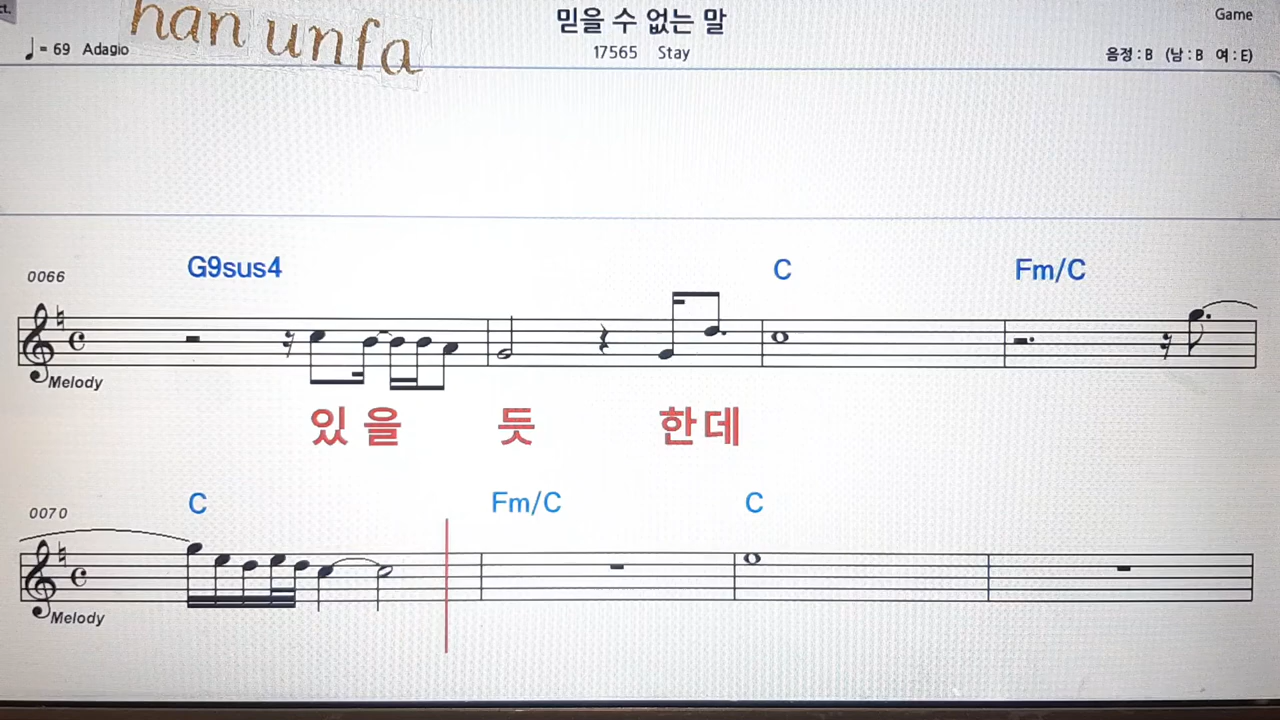 ct.
han unfa
믿을 수 없는 말
Game
♩ = 69 Adagio
17565 Stay
음정 : B (남 : B 여 : E)
0066
G9sus4 C Fm/C
Melody
있 을 듯 한 데
0070
C Fm/C C
Melody